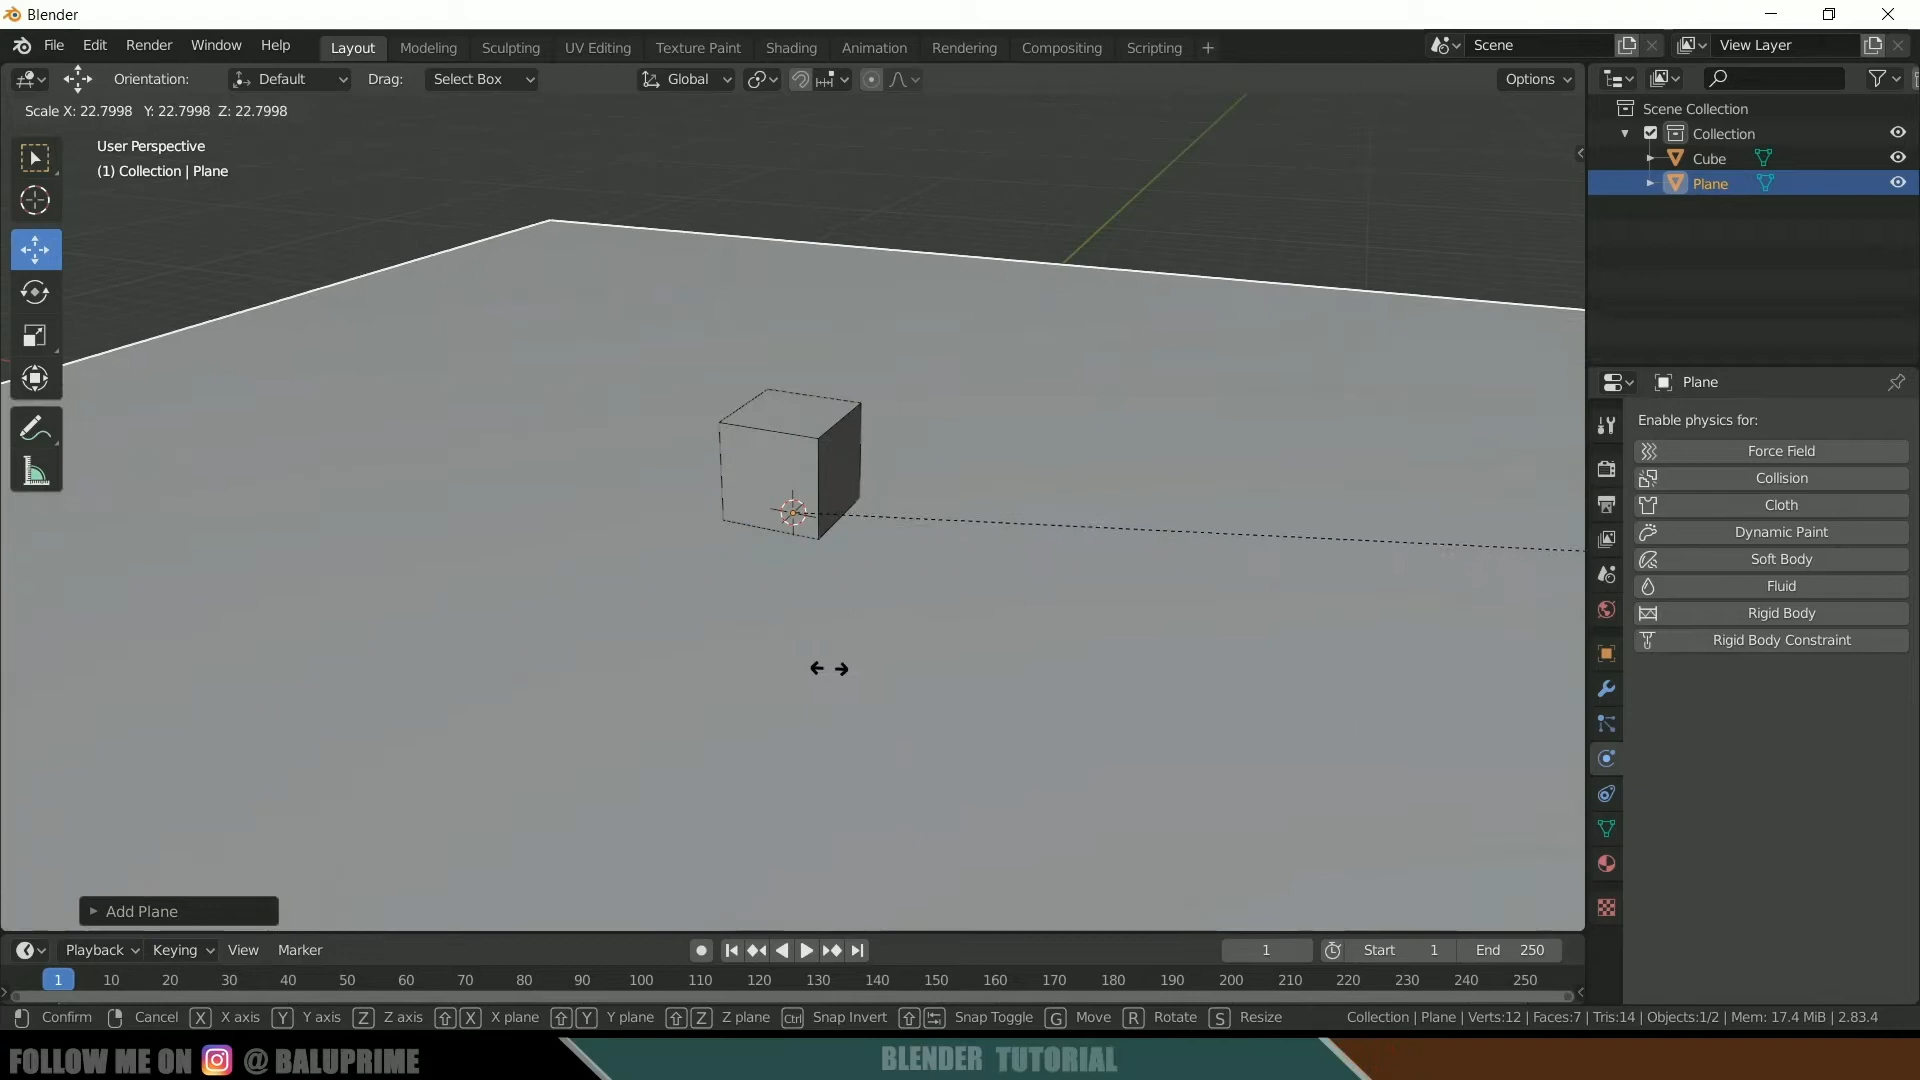 Blender
File Edit Render Window Help Layout Modeling Sculpting UV Editing Texture Paint Shading Animation Rendering Compositing Scripting + Scene View Layer
Orientation: Default Drag: Select Box Global Options
Scale X: 22.7998 Y: 22.7998 Z: 22.7998
User Perspective
(1) Collection | Plane
Scene Collection
Collection
Cube
Plane
Plane
Enable physics for:
Force Field
Collision
Cloth
Dynamic Paint
Soft Body
Fluid
Rigid Body
Rigid Body Constraint
Add Plane
Playback Keying View Marker 1 Start 1 End 250
1 10 20 30 40 50 60 70 80 90 100 110 120 130 140 150 160 170 180 190 200 210 220 230 240 250
Confirm Cancel X X axis Y Y axis Z Z axis X X plane Y Y plane Z Z plane Ctrl Snap Invert Snap Toggle G Move R Rotate S Resize Collection | Plane | Verts:12 | Faces:7 | Tris:14 | Objects:1/2 | Mem: 17.4 MiB | 2.83.4
FOLLOW ME ON @ BALUPRIME BLENDER TUTORIAL